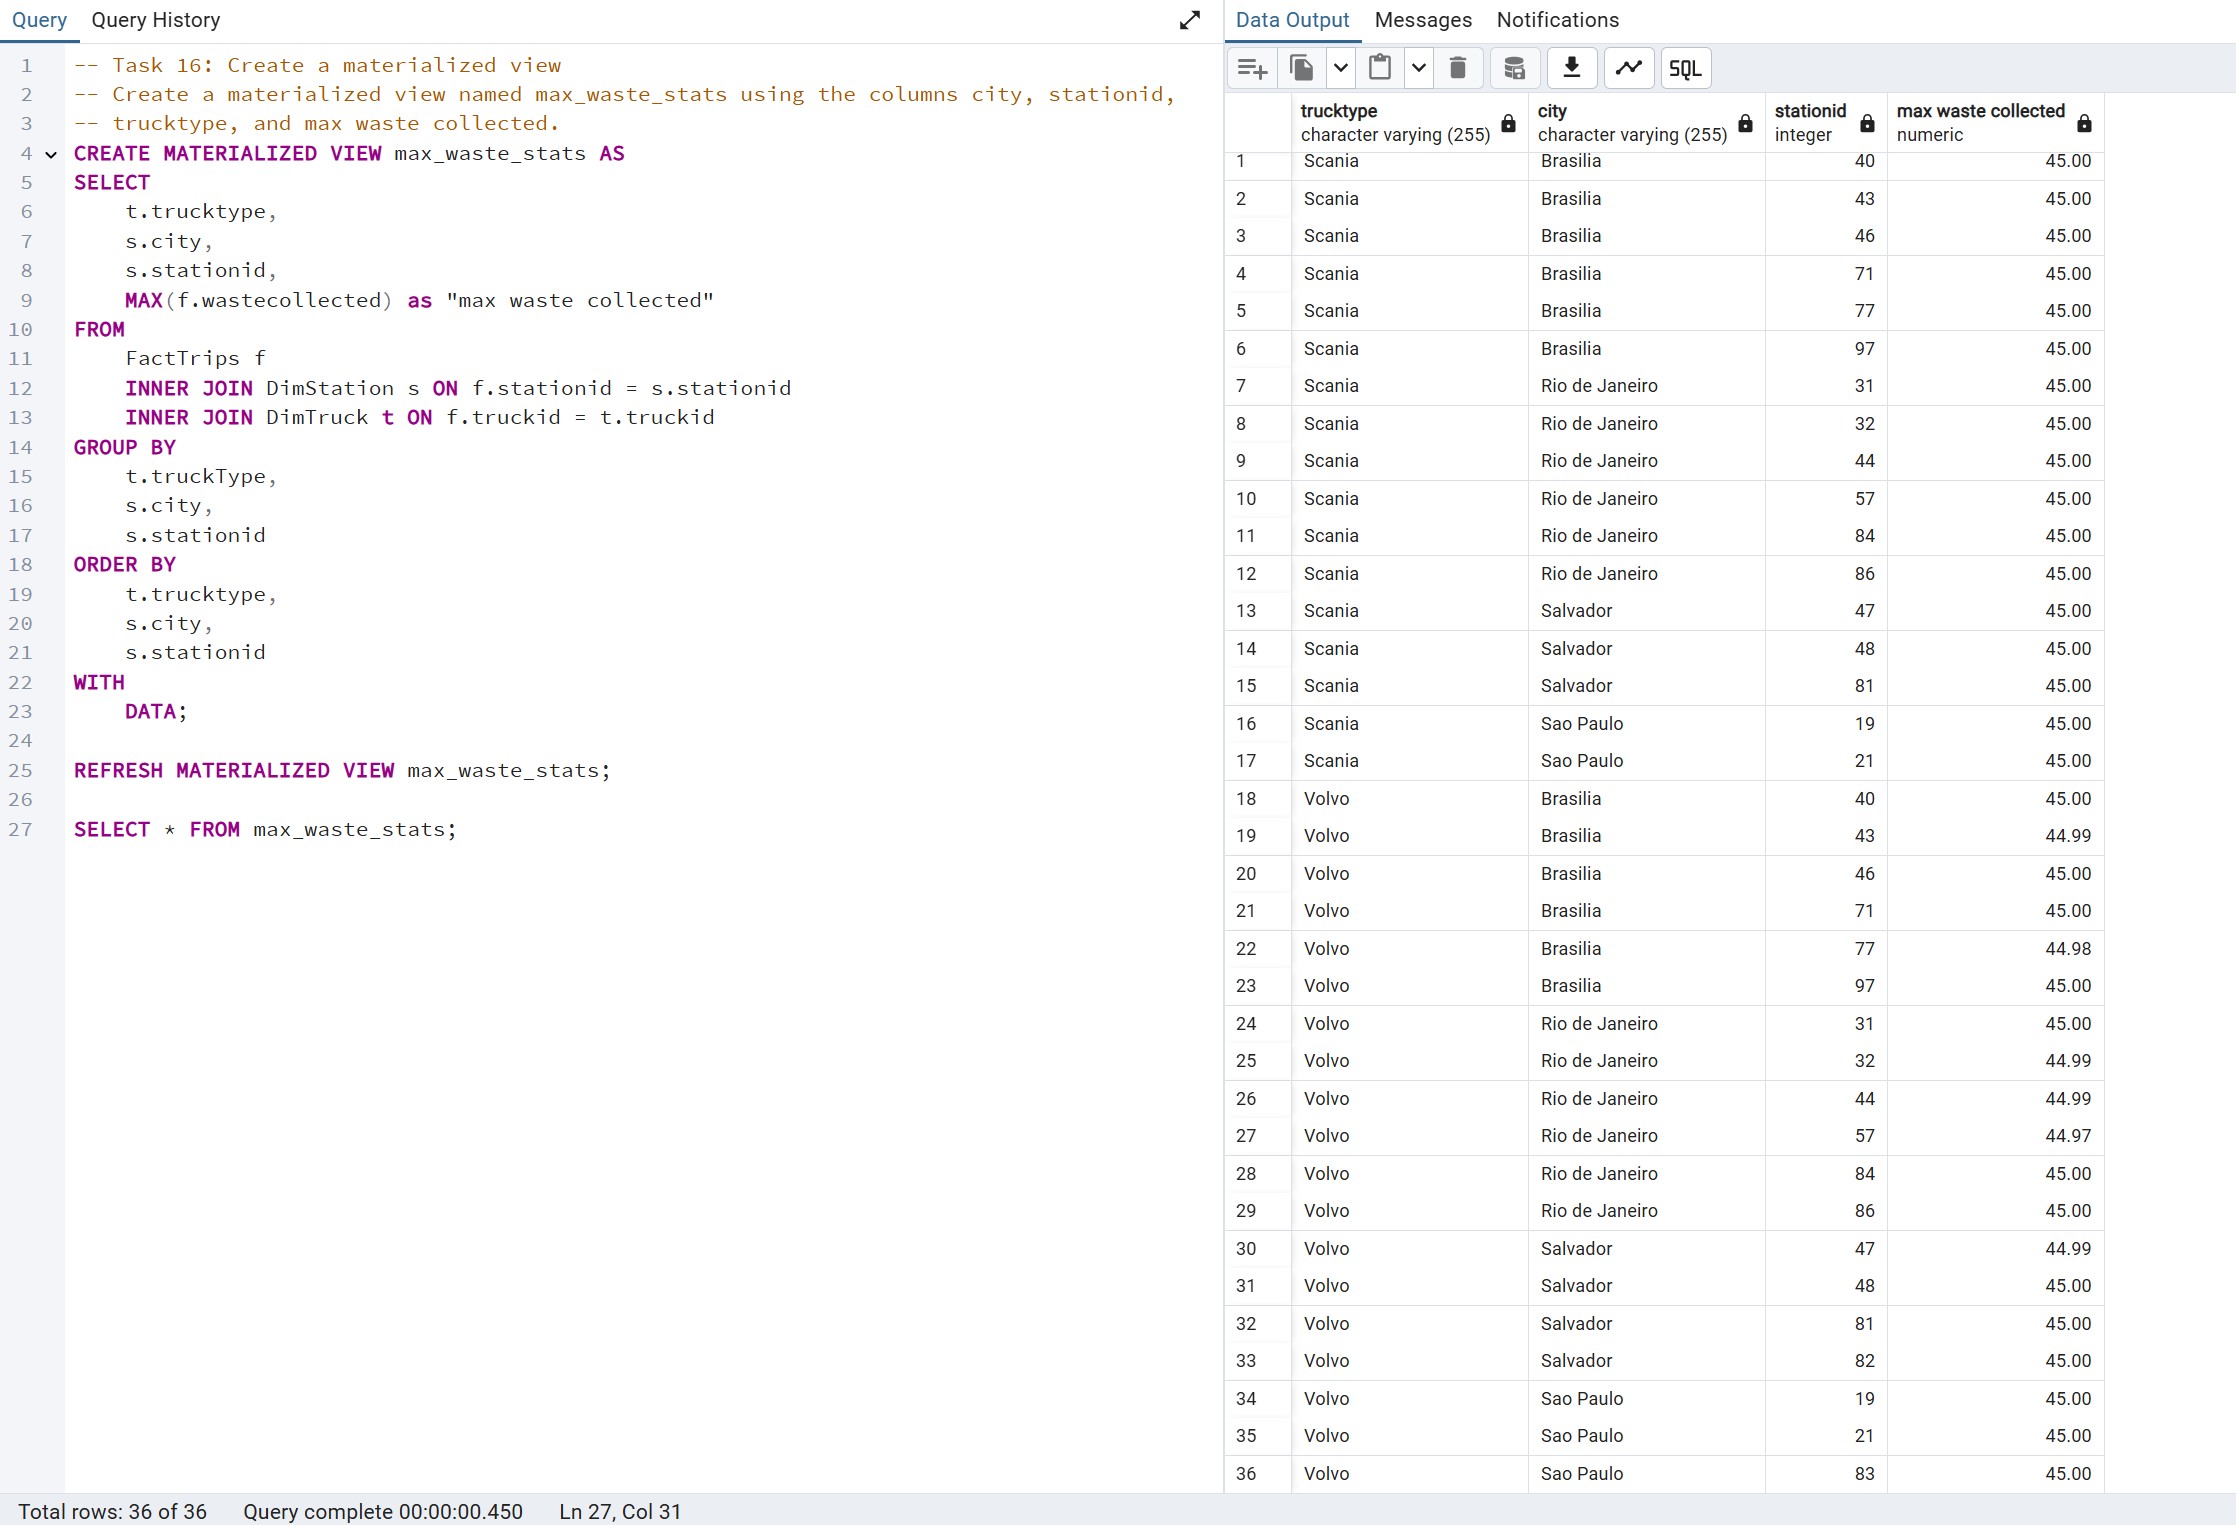 Query Query History
1 -- Task 16: Create a materialized view
2 -- Create a materialized view named max_waste_stats using the columns city, stationid,
3 -- trucktype, and max waste collected.
4 CREATE MATERIALIZED VIEW max_waste_stats AS
5 SELECT
6 t.trucktype,
7 s.city,
8 s.stationid,
9 MAX(f.wastecollected) as "max waste collected"
10 FROM
11 FactTrips f
12 INNER JOIN DimStation s ON f.stationid = s.stationid
13 INNER JOIN DimTruck t ON f.truckid = t.truckid
14 GROUP BY
15 t.truckType,
16 s.city,
17 s.stationid
18 ORDER BY
19 t.trucktype,
20 s.city,
21 s.stationid
22 WITH
23 DATA;
24
25 REFRESH MATERIALIZED VIEW max_waste_stats;
26
27 SELECT * FROM max_waste_stats;
Data Output Messages Notifications
SQL
trucktype city stationid max waste collected
character varying (255) character varying (255) integer numeric
1 Scania Brasilia 40 45.00
2 Scania Brasilia 43 45.00
3 Scania Brasilia 46 45.00
4 Scania Brasilia 71 45.00
5 Scania Brasilia 77 45.00
6 Scania Brasilia 97 45.00
7 Scania Rio de Janeiro 31 45.00
8 Scania Rio de Janeiro 32 45.00
9 Scania Rio de Janeiro 44 45.00
10 Scania Rio de Janeiro 57 45.00
11 Scania Rio de Janeiro 84 45.00
12 Scania Rio de Janeiro 86 45.00
13 Scania Salvador 47 45.00
14 Scania Salvador 48 45.00
15 Scania Salvador 81 45.00
16 Scania Sao Paulo 19 45.00
17 Scania Sao Paulo 21 45.00
18 Volvo Brasilia 40 45.00
19 Volvo Brasilia 43 44.99
20 Volvo Brasilia 46 45.00
21 Volvo Brasilia 71 45.00
22 Volvo Brasilia 77 44.98
23 Volvo Brasilia 97 45.00
24 Volvo Rio de Janeiro 31 45.00
25 Volvo Rio de Janeiro 32 44.99
26 Volvo Rio de Janeiro 44 44.99
27 Volvo Rio de Janeiro 57 44.97
28 Volvo Rio de Janeiro 84 45.00
29 Volvo Rio de Janeiro 86 45.00
30 Volvo Salvador 47 44.99
31 Volvo Salvador 48 45.00
32 Volvo Salvador 81 45.00
33 Volvo Salvador 82 45.00
34 Volvo Sao Paulo 19 45.00
35 Volvo Sao Paulo 21 45.00
36 Volvo Sao Paulo 83 45.00
Total rows: 36 of 36 Query complete 00:00:00.450 Ln 27, Col 31